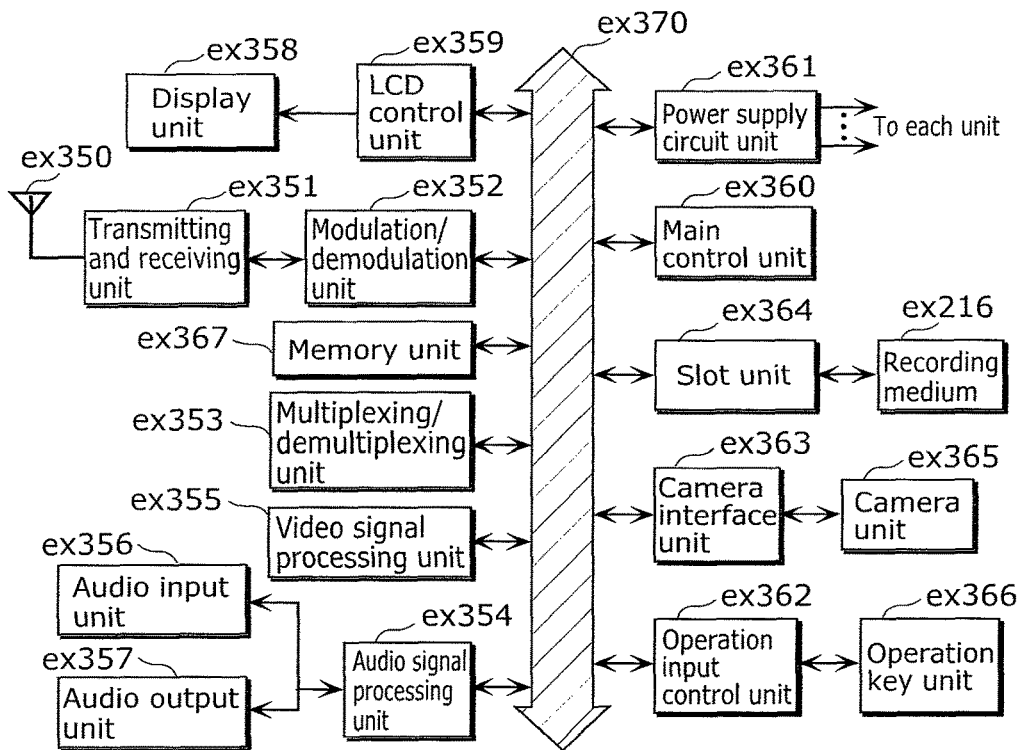 ex370
ex358
ex359
ex361
Display
unit
LCD
control
unit
Power supply
circuit unit
To each unit
ex350
ex351
ex352
ex360
Transmitting
and receiving
unit
Modulation/
demodulation
unit
Main
control unit
ex367
Memory unit
ex364
ex216
Slot unit
Recording
medium
ex353
Multiplexing/
demultiplexing
unit
ex363
ex365
Camera
interface
unit
Camera
unit
ex355
Video signal
processing unit
ex356
Audio input
unit
ex354
ex362
ex366
ex357
Audio output
unit
Audio signal
processing
unit
Operation
input
control unit
Operation
key unit